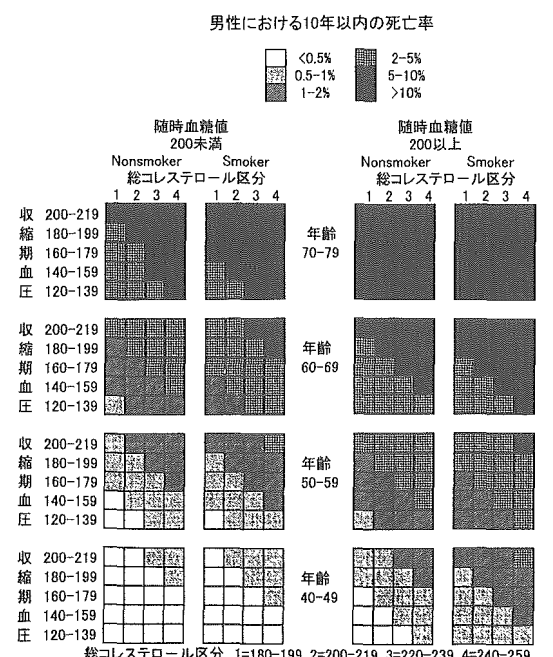 男性における10年以内の死亡率
<0.5% 2-5%
0.5-1% 5-10%
1-2% >10%
随時血糖値 随時血糖値
200未満 200以上
Nonsmoker Smoker Nonsmoker Smoker
総コレステロール区分 総コレステロール区分
1 2 3 4 1 2 3 4 1 2 3 4 1 2 3 4
収 200-219
縮 180-199 年齢
期 160-179 70-79
血 140-159
圧 120-139
収 200-219
縮 180-199 年齢
期 160-179 60-69
血 140-159
圧 120-139
収 200-219
縮 180-199 年齢
期 160-179 50-59
血 140-159
圧 120-139
収 200-219
縮 180-199 年齢
期 160-179 40-49
血 140-159
圧 120-139
総コレステロール区分 1=180-199 2=200-219 3=220-239 4=240-259